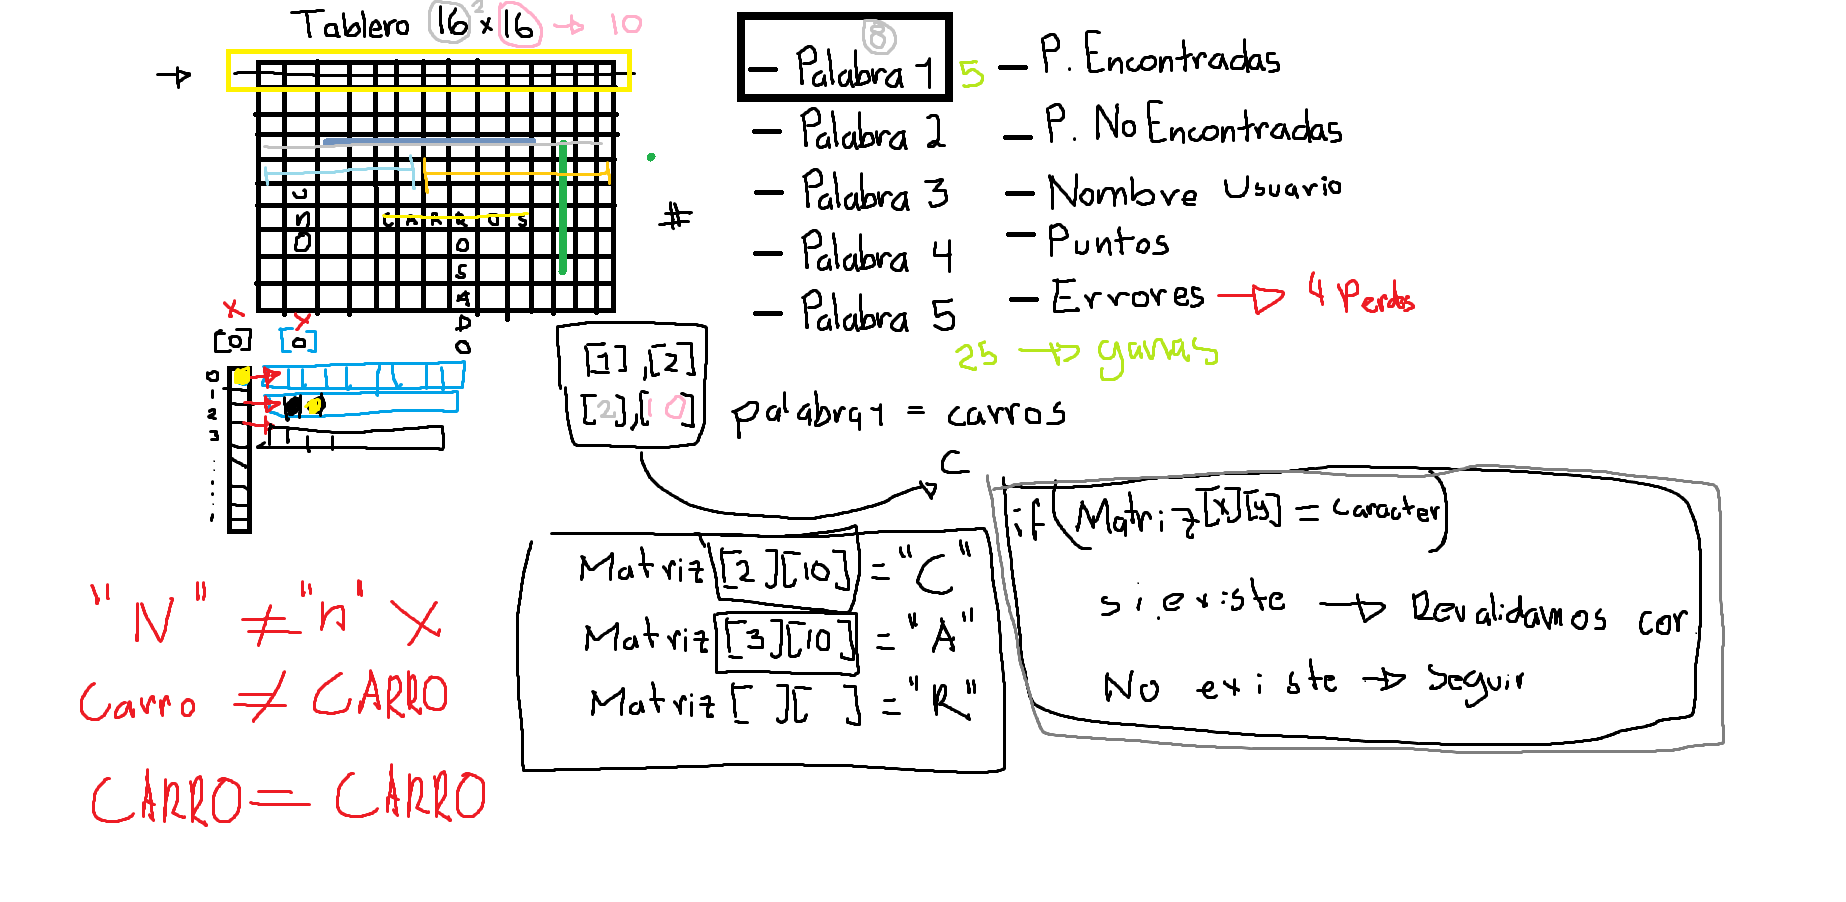 Tablero 16² x 16 → 10
8
- Palabra 1 5
- Palabra 2
- Palabra 3
- Palabra 4
- Palabra 5
25 → ganas
- P. Encontradas
- P. No Encontradas
- Nombre Usuario
- Puntos
- Errores → 4 Perdes
#
U
N
O
C A R R O S
O
S
A
D
O
X Y
[0] [0]
0
1
2
3
[1],[2]
[2],[10]
palabra1 = carros
C
Matriz [2][10] = "C"
Matriz [3][10] = "A"
Matriz [ ][ ] = "R"
if (Matriz[x][y] = caracter)
si existe → Revalidamos cor
No existe → seguir
"N" ≠ "n" X
Carro ≠ CARRO
CARRO = CARRO